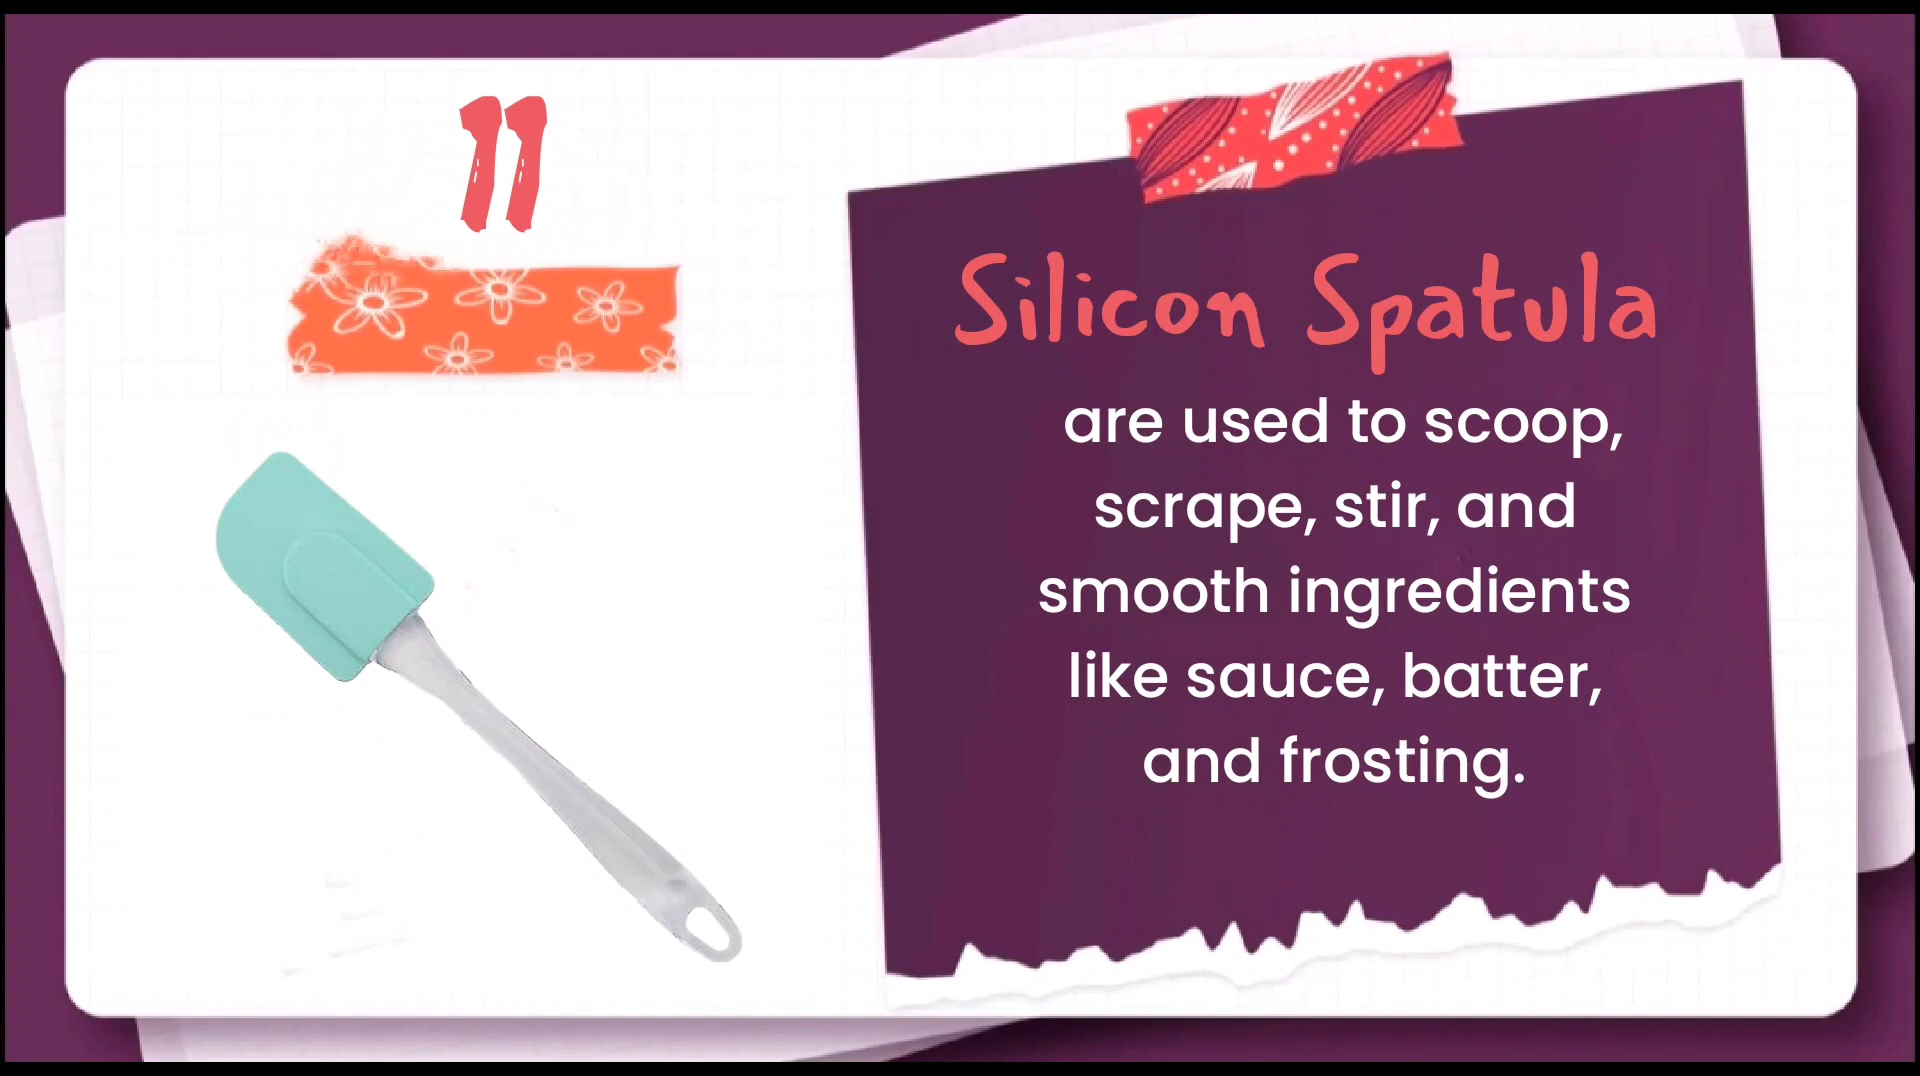 11
Silicon Spatula
are used to scoop,
scrape, stir, and
smooth ingredients
like sauce, batter,
and frosting.